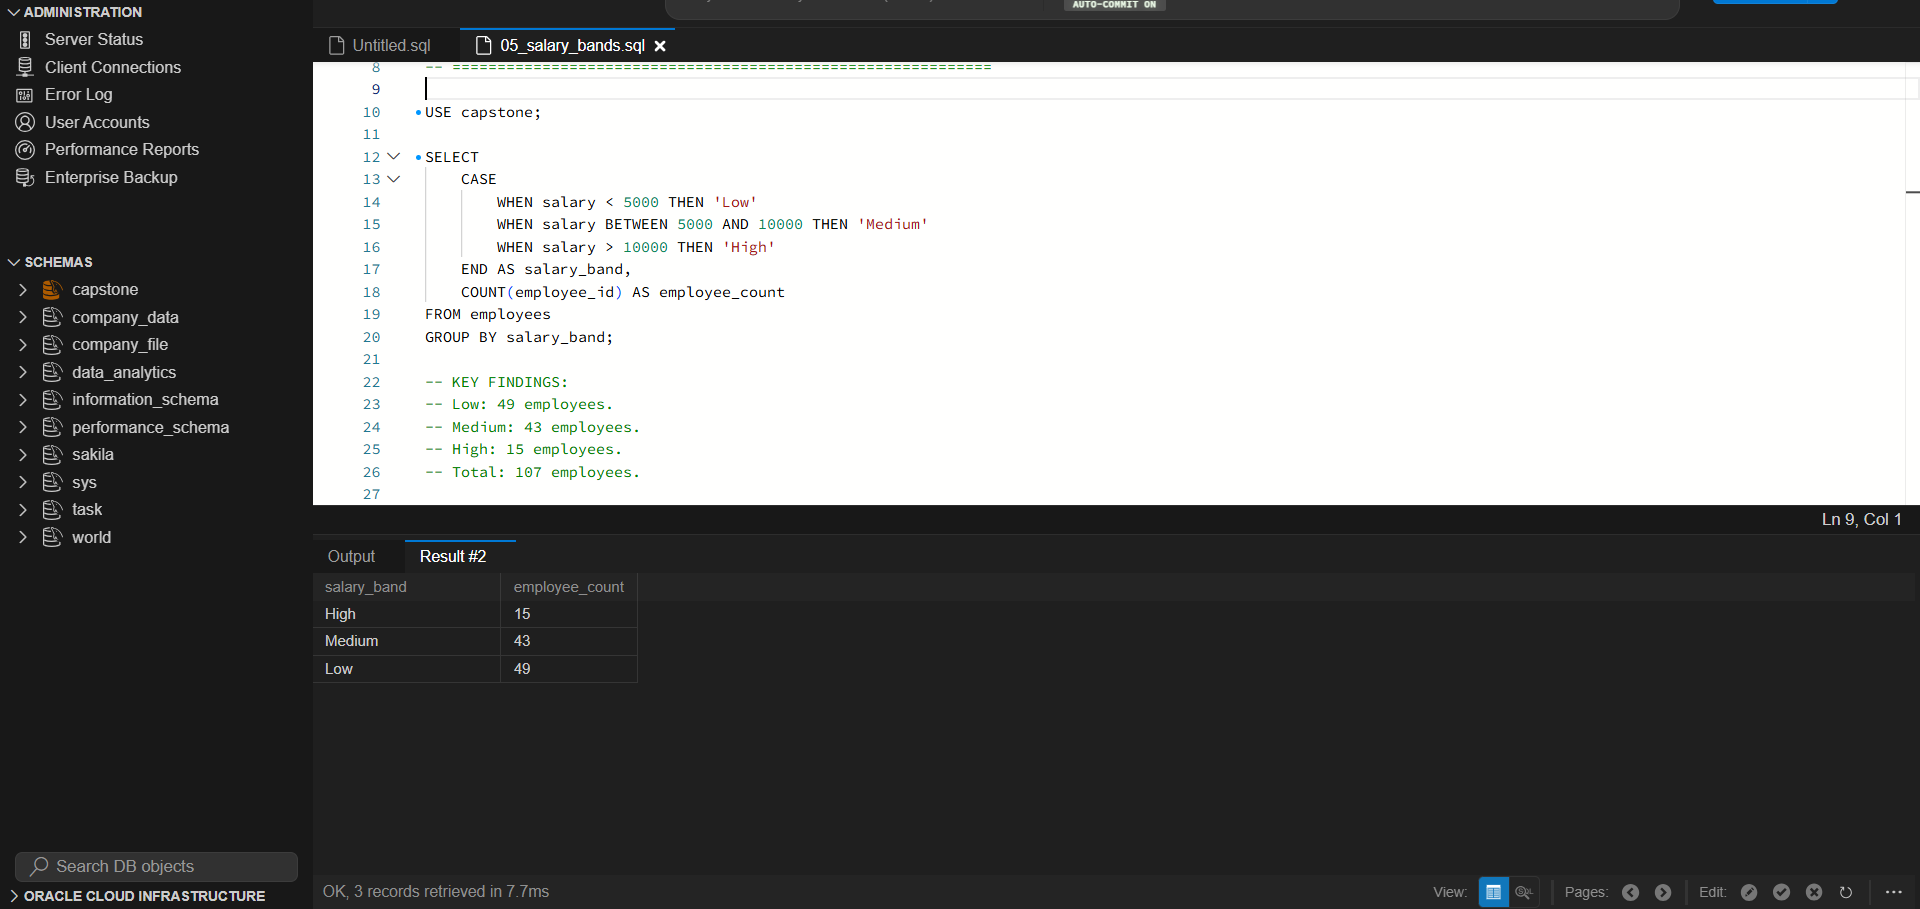 ADMINISTRATION
Server Status
Client Connections
Error Log
User Accounts
Performance Reports
Enterprise Backup
SCHEMAS
capstone
company_data
company_file
data_analytics
information_schema
performance_schema
sakila
sys
task
world
Search DB objects
ORACLE CLOUD INFRASTRUCTURE
AUTO-COMMIT ON
Untitled.sql
05_salary_bands.sql
8 -- ============================================================
9
10 USE capstone;
11
12 SELECT
13 CASE
14 WHEN salary < 5000 THEN 'Low'
15 WHEN salary BETWEEN 5000 AND 10000 THEN 'Medium'
16 WHEN salary > 10000 THEN 'High'
17 END AS salary_band,
18 COUNT(employee_id) AS employee_count
19 FROM employees
20 GROUP BY salary_band;
21
22 -- KEY FINDINGS:
23 -- Low: 49 employees.
24 -- Medium: 43 employees.
25 -- High: 15 employees.
26 -- Total: 107 employees.
27
Ln 9, Col 1
Output Result #2
salary_band employee_count
High 15
Medium 43
Low 49
OK, 3 records retrieved in 7.7ms
View: SQL Pages: Edit: